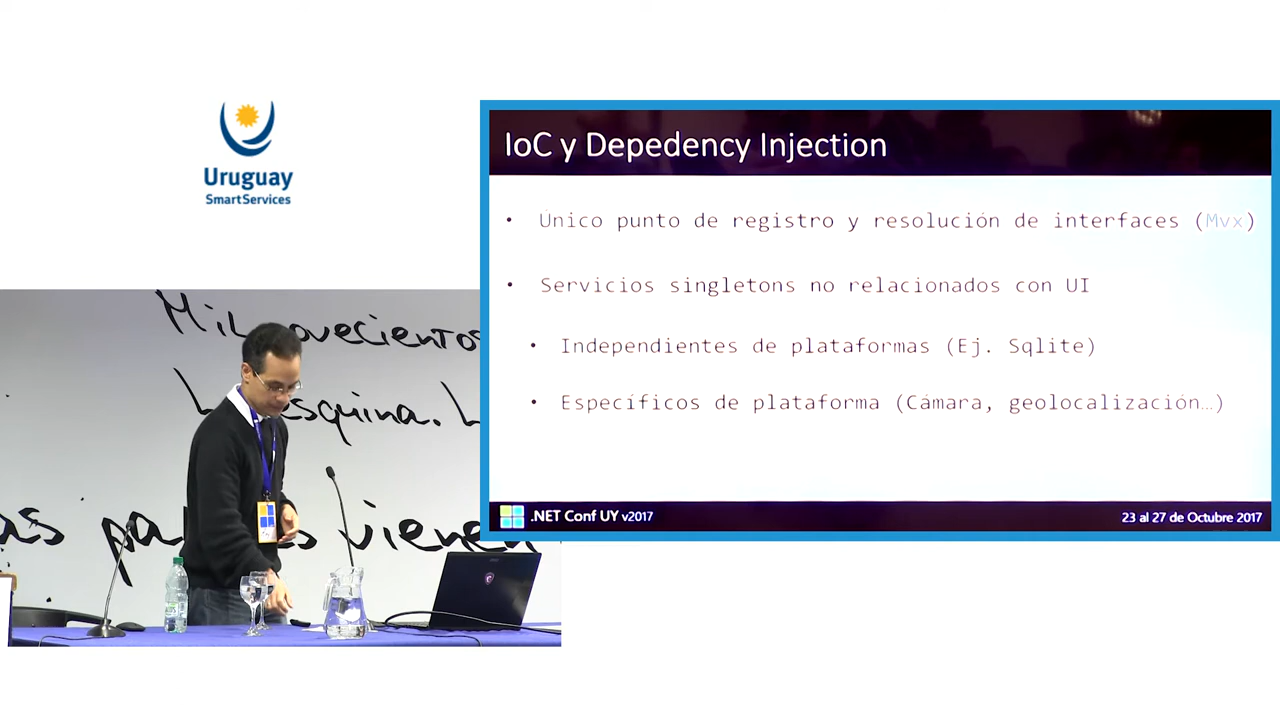 Uruguay
SmartServices
IoC y Depedency Injection
• Único punto de registro y resolución de interfaces (Mvx)
• Servicios singletons no relacionados con UI
• Independientes de plataformas (Ej. Sqlite)
• Específicos de plataforma (Cámara, geolocalización…)
.NET Conf UY v2017
23 al 27 de Octubre 2017
esquina.
vienen